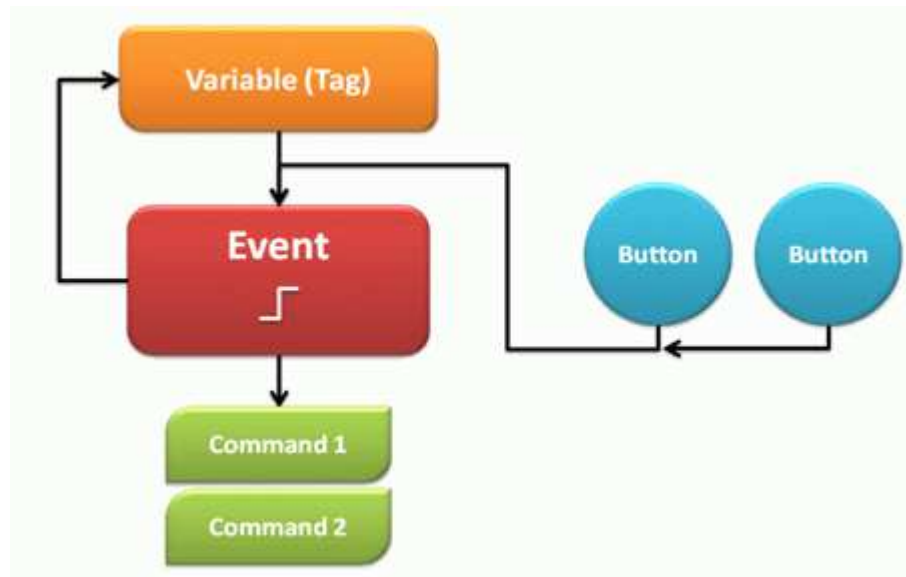 Variable (Tag)
Event
Button
Button
Command 1
Command 2